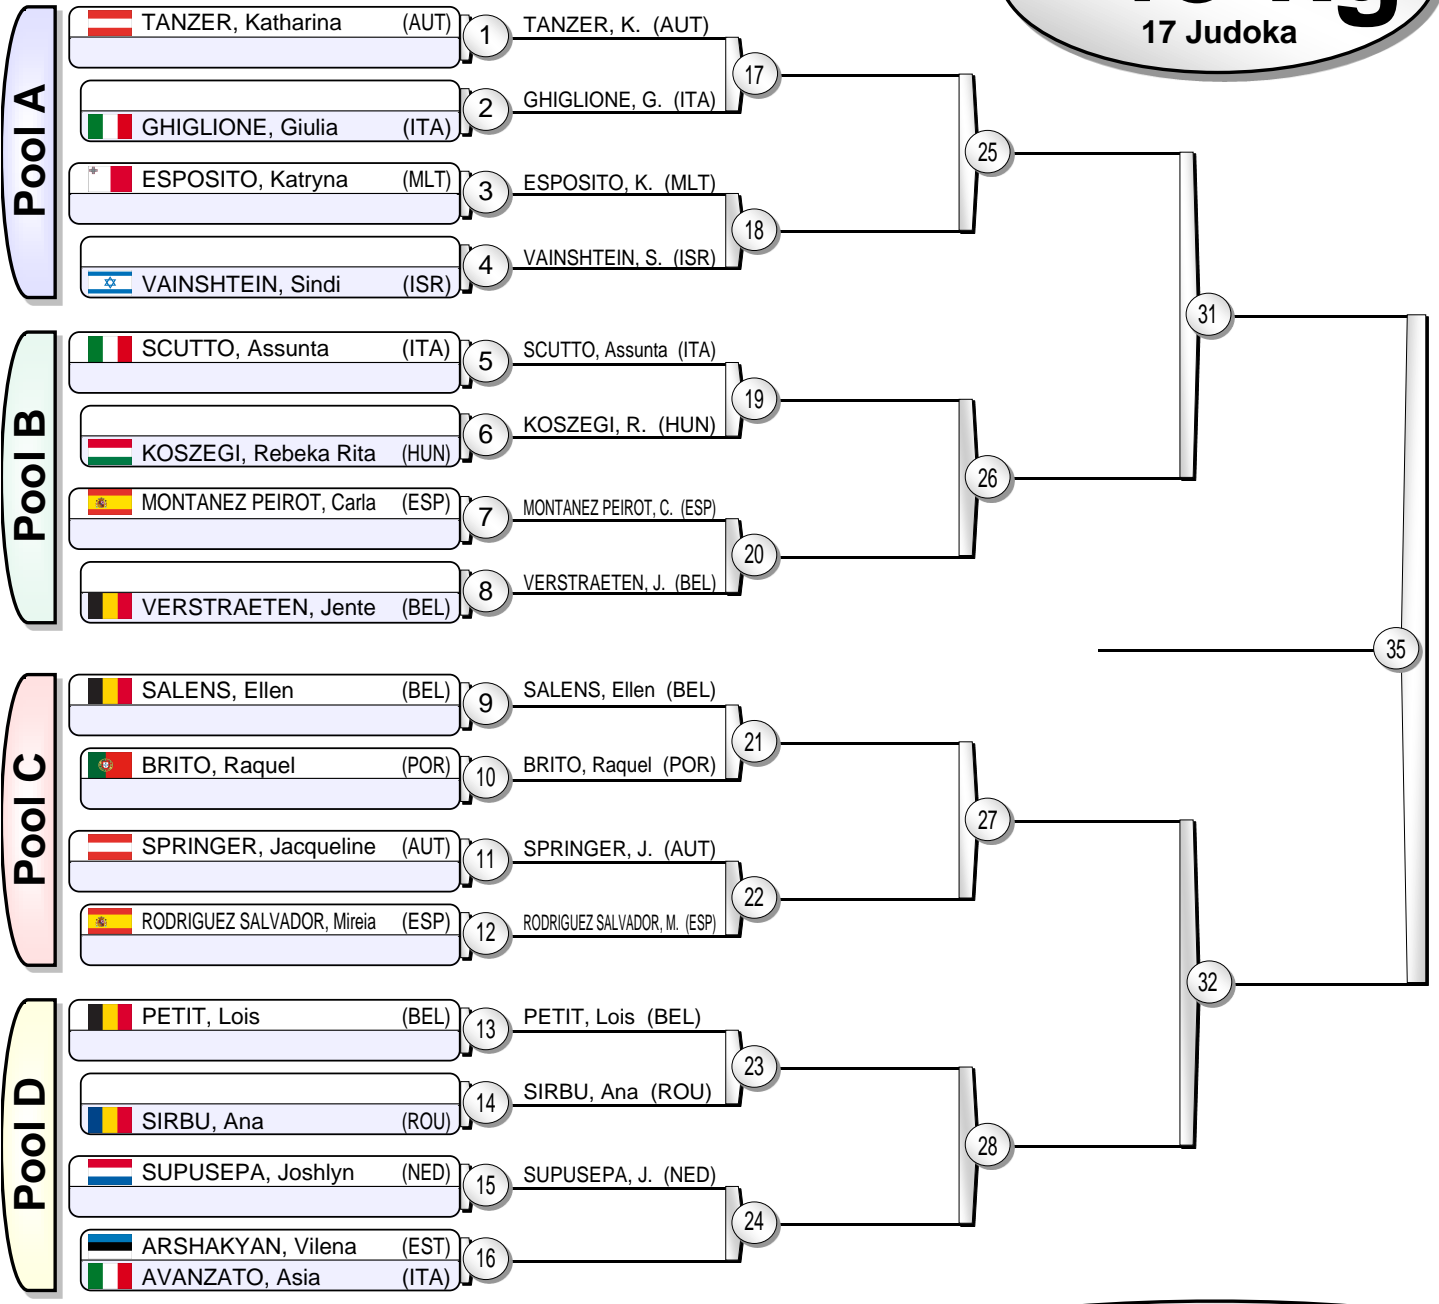 17 Judoka
Pool A
TANZER, Katharina (AUT) 1 TANZER, K. (AUT)
17
2 GHIGLIONE, G. (ITA)
GHIGLIONE, Giulia (ITA)
25
ESPOSITO, Katryna (MLT) 3 ESPOSITO, K. (MLT)
18
4 VAINSHTEIN, S. (ISR)
VAINSHTEIN, Sindi (ISR)
31
Pool B
SCUTTO, Assunta (ITA) 5 SCUTTO, Assunta (ITA)
19
6 KOSZEGI, R. (HUN)
KOSZEGI, Rebeka Rita (HUN)
26
MONTANEZ PEIROT, Carla (ESP) 7 MONTANEZ PEIROT, C. (ESP)
20
8 VERSTRAETEN, J. (BEL)
VERSTRAETEN, Jente (BEL)
35
Pool C
SALENS, Ellen (BEL) 9 SALENS, Ellen (BEL)
21
BRITO, Raquel (POR) 10 BRITO, Raquel (POR)
27
SPRINGER, Jacqueline (AUT) 11 SPRINGER, J. (AUT)
22
RODRIGUEZ SALVADOR, Mireia (ESP) 12 RODRIGUEZ SALVADOR, M. (ESP)
32
Pool D
PETIT, Lois (BEL) 13 PETIT, Lois (BEL)
23
14 SIRBU, Ana (ROU)
SIRBU, Ana (ROU)
28
SUPUSEPA, Joshlyn (NED) 15 SUPUSEPA, J. (NED)
24
ARSHAKYAN, Vilena (EST) 16
AVANZATO, Asia (ITA)